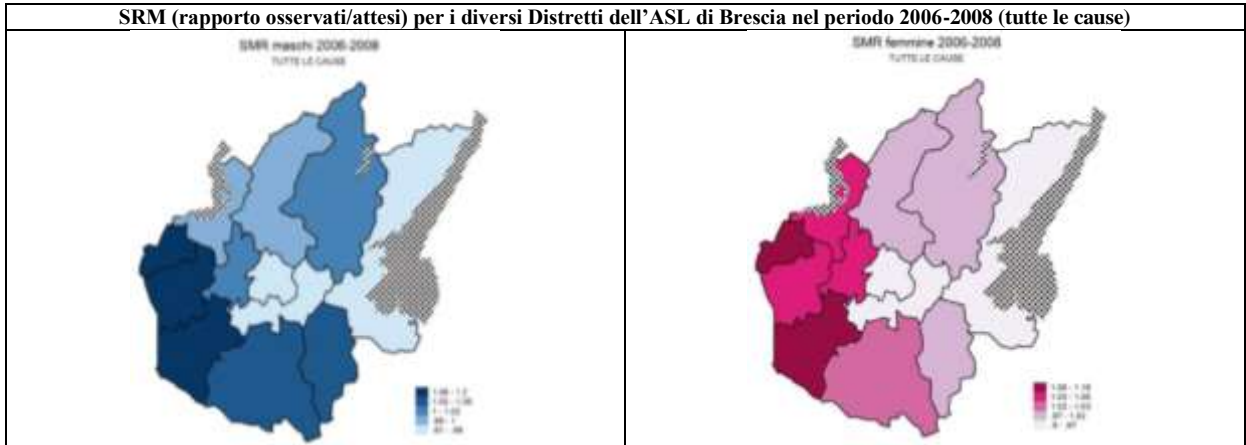 SRM (rapporto osservati/attesi) per i diversi Distretti dell'ASL di Brescia nel periodo 2006-2008 (tutte le cause)
SMR maschi 2006-2008
TUTTE LE CAUSE
SMR femmine 2006-2008
TUTTE LE CAUSE